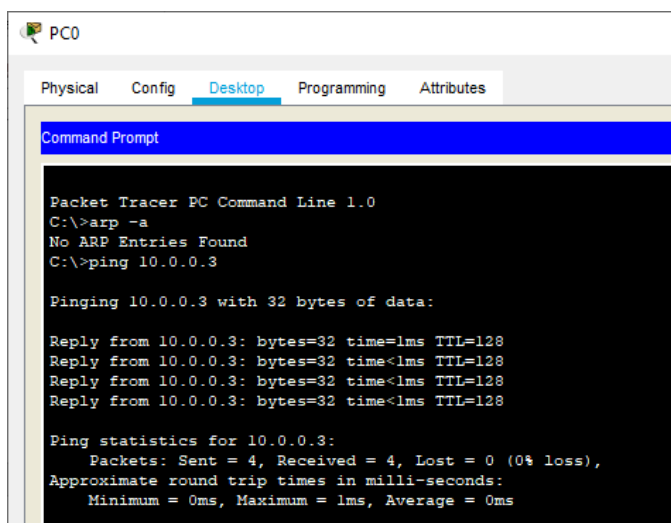 PC0
Physical Config Desktop Programming Attributes
Command Prompt
Packet Tracer PC Command Line 1.0
C:\>arp -a
No ARP Entries Found
C:\>ping 10.0.0.3
Pinging 10.0.0.3 with 32 bytes of data:
Reply from 10.0.0.3: bytes=32 time=1ms TTL=128
Reply from 10.0.0.3: bytes=32 time<1ms TTL=128
Reply from 10.0.0.3: bytes=32 time<1ms TTL=128
Reply from 10.0.0.3: bytes=32 time<1ms TTL=128
Ping statistics for 10.0.0.3:
Packets: Sent = 4, Received = 4, Lost = 0 (0% loss),
Approximate round trip times in milli-seconds:
Minimum = 0ms, Maximum = 1ms, Average = 0ms